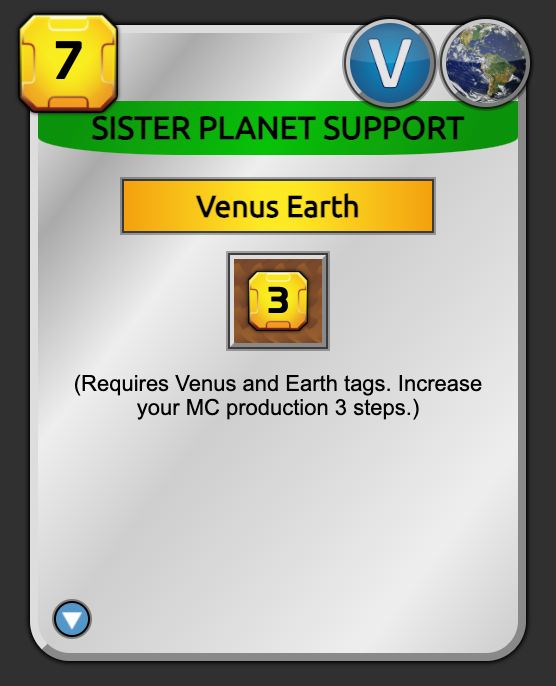 7
V
SISTER PLANET SUPPORT
Venus Earth
3
(Requires Venus and Earth tags. Increase
your MC production 3 steps.)